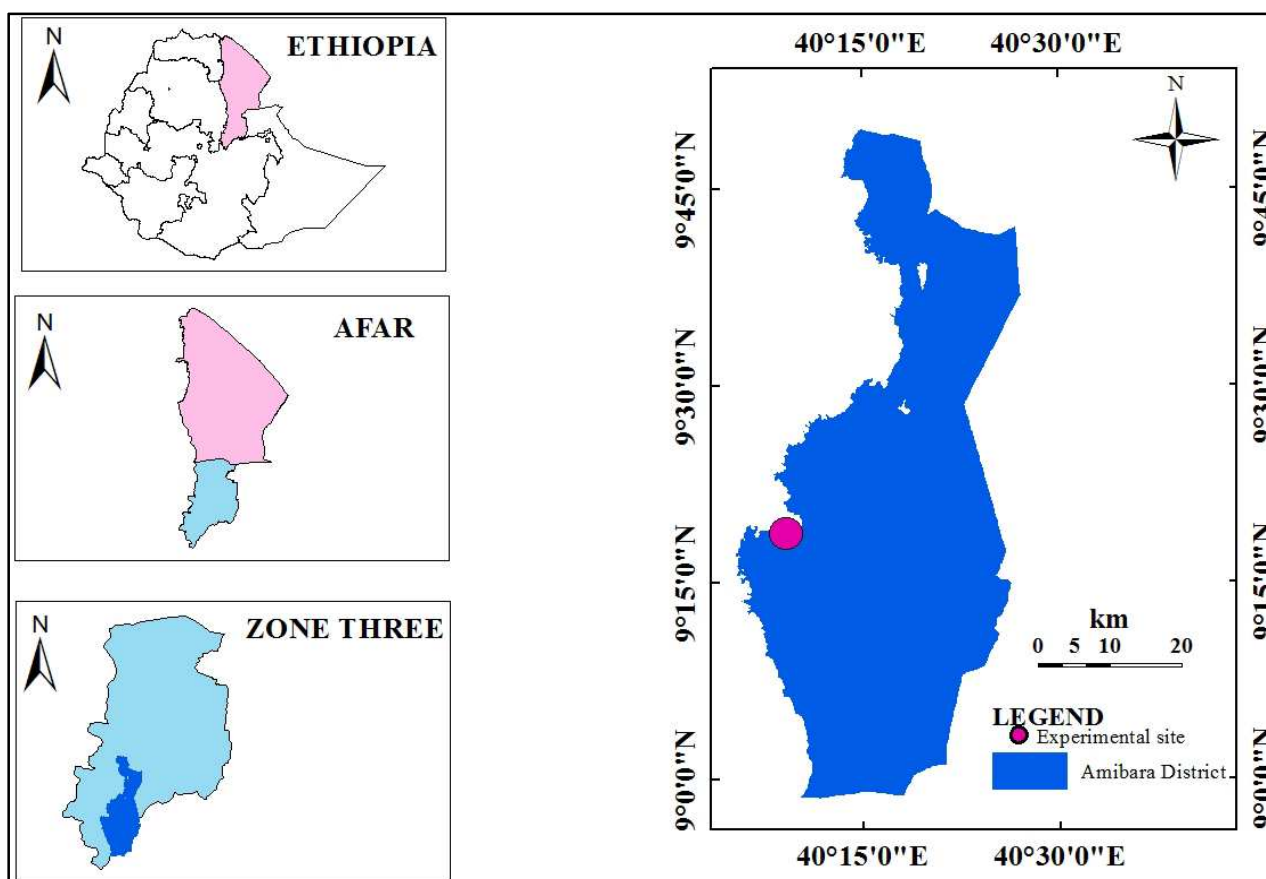 N
ETHIOPIA
N
AFAR
N
ZONE THREE
40°15'0"E 40°30'0"E
N
9°45'0"N 9°45'0"N
9°30'0"N 9°30'0"N
9°15'0"N 9°15'0"N
km
0 5 10 20
LEGEND
Experimental site
Amibara District
9°0'0"N 9°0'0"N
40°15'0"E 40°30'0"E